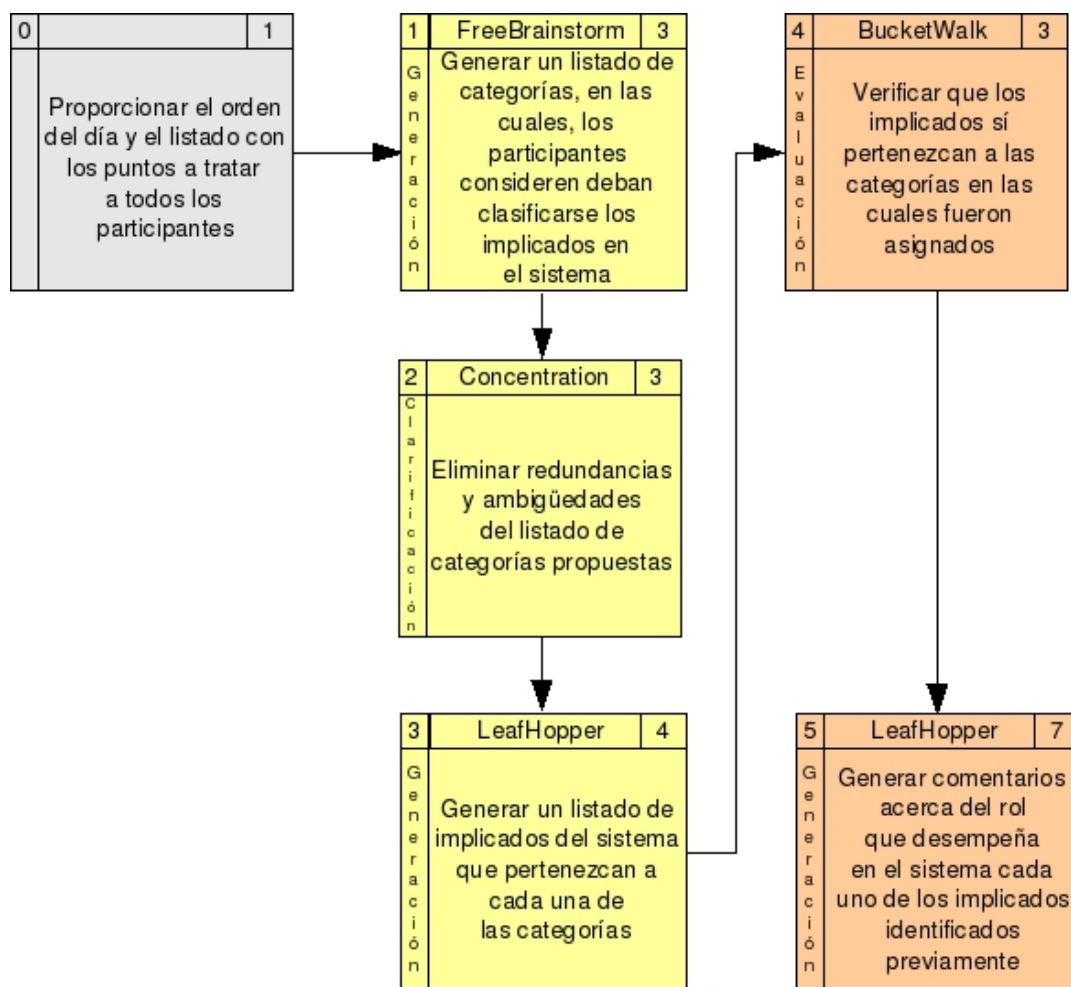 0 1
Proporcionar el orden
del día y el listado con
los puntos a tratar
a todos los
participantes
1 FreeBrainstorm 3
Generación
Generar un listado de
categorías, en las
cuales, los
participantes
consideren deban
clasificarse los
implicados en
el sistema
2 Concentration 3
Clarificación
Eliminar redundancias
y ambigüedades
del listado de
categorías propuestas
3 LeafHopper 4
Generación
Generar un listado de
implicados del sistema
que pertenezcan a
cada una de
las categorías
4 BucketWalk 3
Evaluación
Verificar que los
implicados sí
pertenezcan a las
categorías en las
cuales fueron
asignados
5 LeafHopper 7
Generación
Generar comentarios
acerca del rol
que desempeña
en el sistema cada
uno de los implicados
identificados
previamente